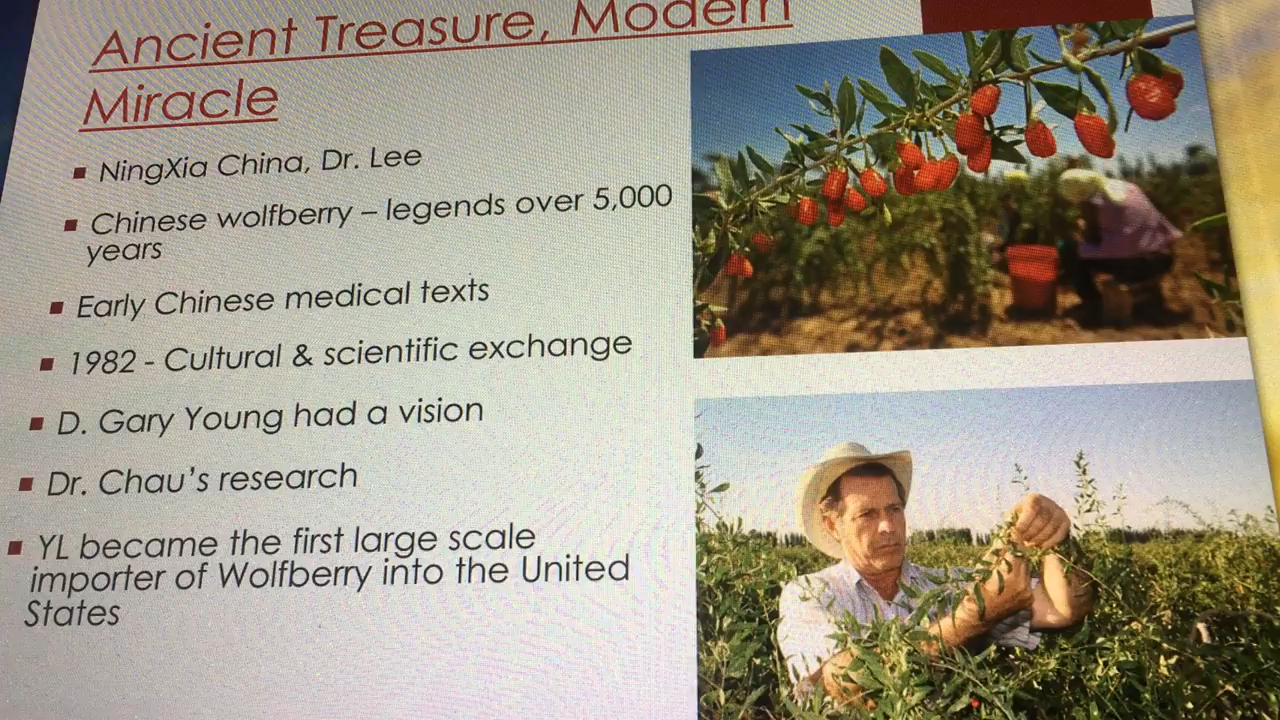 Ancient Treasure, Modern
Miracle
NingXia China, Dr. Lee
Chinese wolfberry – legends over 5,000
years
Early Chinese medical texts
1982 - Cultural & scientific exchange
D. Gary Young had a vision
Dr. Chau's research
YL became the first large scale
importer of Wolfberry into the United
States